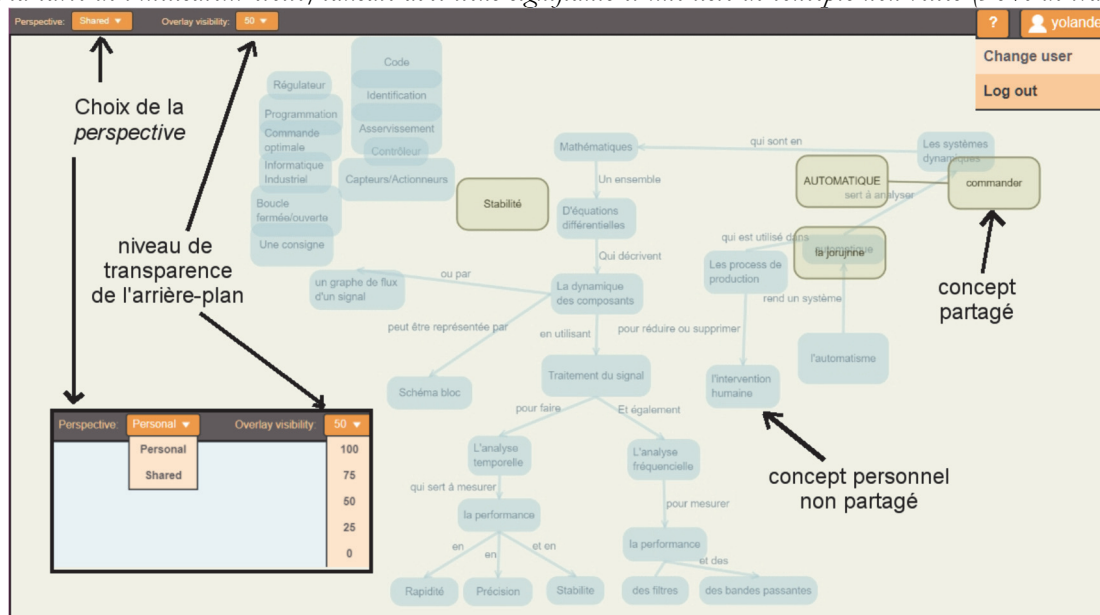 Perspective: Shared Overlay visibility: 50 ? yolande
Change user
Log out
Choix de la
perspective
niveau de
transparence
de l'arrière-plan
Code
Régulateur
Identification
Programmation
Commande
optimale
Asservissement
Contrôleur
Informatique
Industriel
Capteurs/Actionneurs
Boucle
fermée/ouverte
Une consigne
Stabilité
Mathématiques
qui sont en
Les systèmes
dynamiques
AUTOMATIQUE
commander
sert à analyser
Un ensemble
D'équations
différentielles
qui est utilisé dans
automatique
la jorujnne
Qui décrivent
Les process de
production
concept
partagé
ou par
un graphe de flux
d'un signal
La dynamique
des composants
rend un système
peut être représentée par
en utilisant
pour réduire ou supprimer
l'automatisme
Schéma bloc
Traitement du signal
l'intervention
humaine
pour faire
Et également
Perspective: Personal Overlay visibility: 50
Personal
Shared
100
75
50
25
0
L'analyse
temporelle
L'analyse
fréquencielle
concept personnel
non partagé
qui sert à mesurer
pour mesurer
la performance
la performance
en
en
et en
et des
Rapidité
Précision
Stabilite
des filtres
des bandes passantes